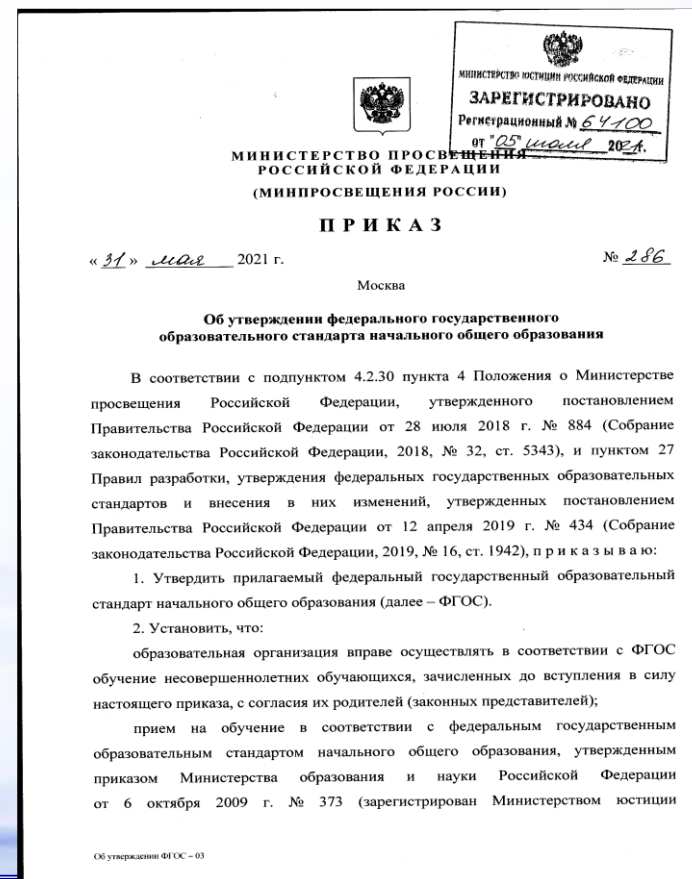 МИНИСТЕРСТВО ЮСТИЦИИ РОССИЙСКОЙ ФЕДЕРАЦИИ
ЗАРЕГИСТРИРОВАНО
Регистрационный № 64100
от "05" июля 2021г.
МИНИСТЕРСТВО ПРОСВЕЩЕНИЯ
РОССИЙСКОЙ ФЕДЕРАЦИИ
(МИНПРОСВЕЩЕНИЯ РОССИИ)
П Р И К А З
« 31 » мая 2021 г.
№ 286
Москва
Об утверждении федерального государственного
образовательного стандарта начального общего образования
В соответствии с подпунктом 4.2.30 пункта 4 Положения о Министерстве
просвещения Российской Федерации, утвержденного постановлением
Правительства Российской Федерации от 28 июля 2018 г. № 884 (Собрание
законодательства Российской Федерации, 2018, № 32, ст. 5343), и пунктом 27
Правил разработки, утверждения федеральных государственных образовательных
стандартов и внесения в них изменений, утвержденных постановлением
Правительства Российской Федерации от 12 апреля 2019 г. № 434 (Собрание
законодательства Российской Федерации, 2019, № 16, ст. 1942), п р и к а з ы в а ю:
1. Утвердить прилагаемый федеральный государственный образовательный
стандарт начального общего образования (далее – ФГОС).
2. Установить, что:
образовательная организация вправе осуществлять в соответствии с ФГОС
обучение несовершеннолетних обучающихся, зачисленных до вступления в силу
настоящего приказа, с согласия их родителей (законных представителей);
прием на обучение в соответствии с федеральным государственным
образовательным стандартом начального общего образования, утвержденным
приказом Министерства образования и науки Российской Федерации
от 6 октября 2009 г. № 373 (зарегистрирован Министерством юстиции
Об утверждении ФГОС – 03